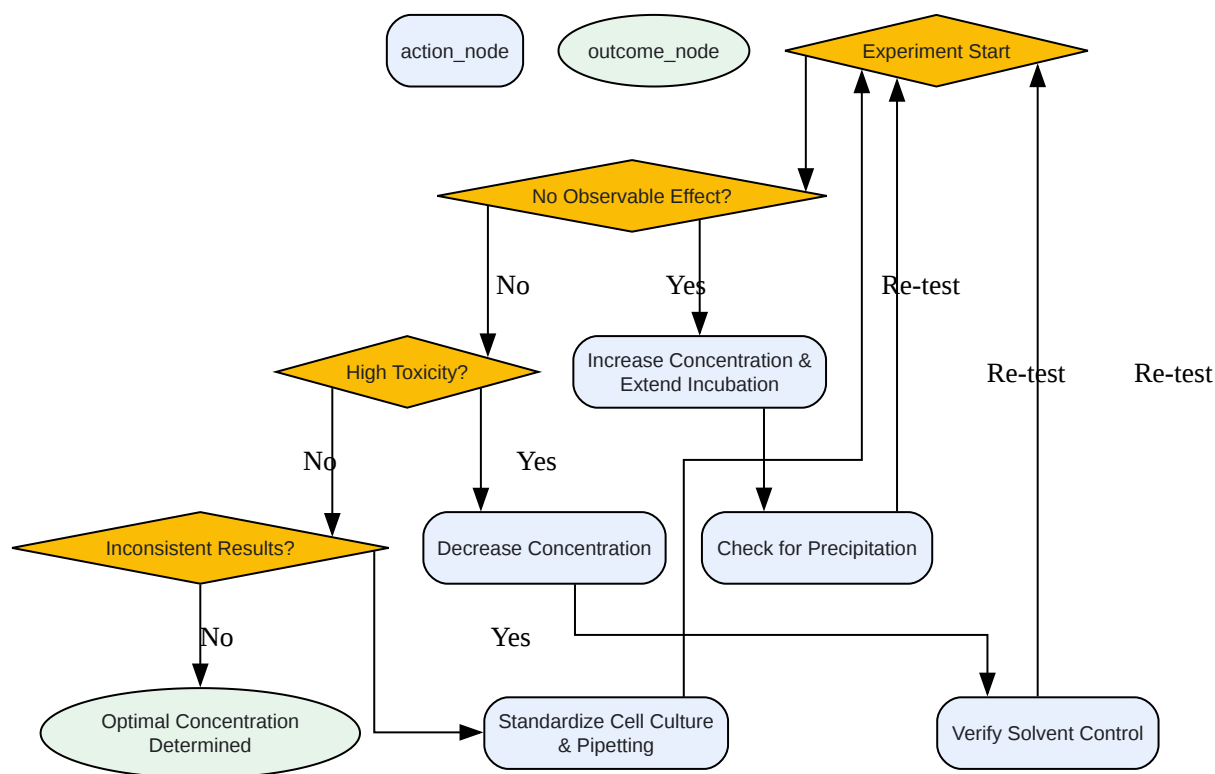 action_node
outcome_node
Experiment Start
No Observable Effect?
No
Yes
Re-test
High Toxicity?
Increase Concentration &
Extend Incubation
Re-test
Re-test
No
Yes
Inconsistent Results?
Decrease Concentration
Check for Precipitation
No
Yes
Optimal Concentration
Determined
Standardize Cell Culture
& Pipetting
Verify Solvent Control